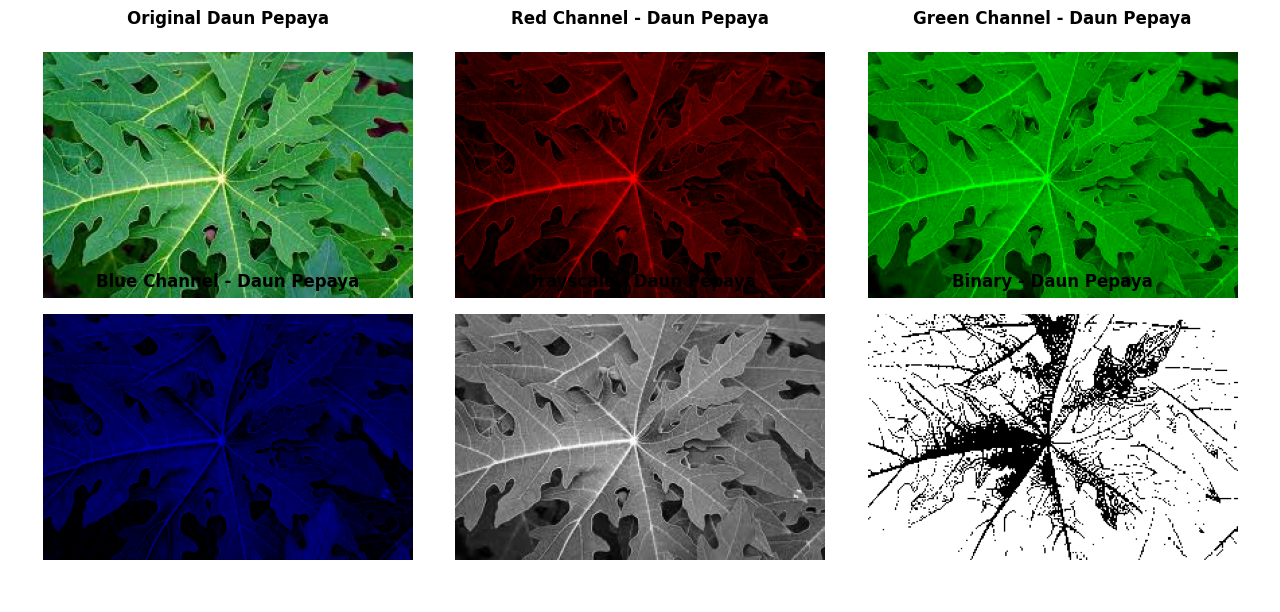 Original Daun Pepaya
Red Channel - Daun Pepaya
Green Channel - Daun Pepaya
Blue Channel - Daun Pepaya
Grayscale - Daun Pepaya
Binary - Daun Pepaya